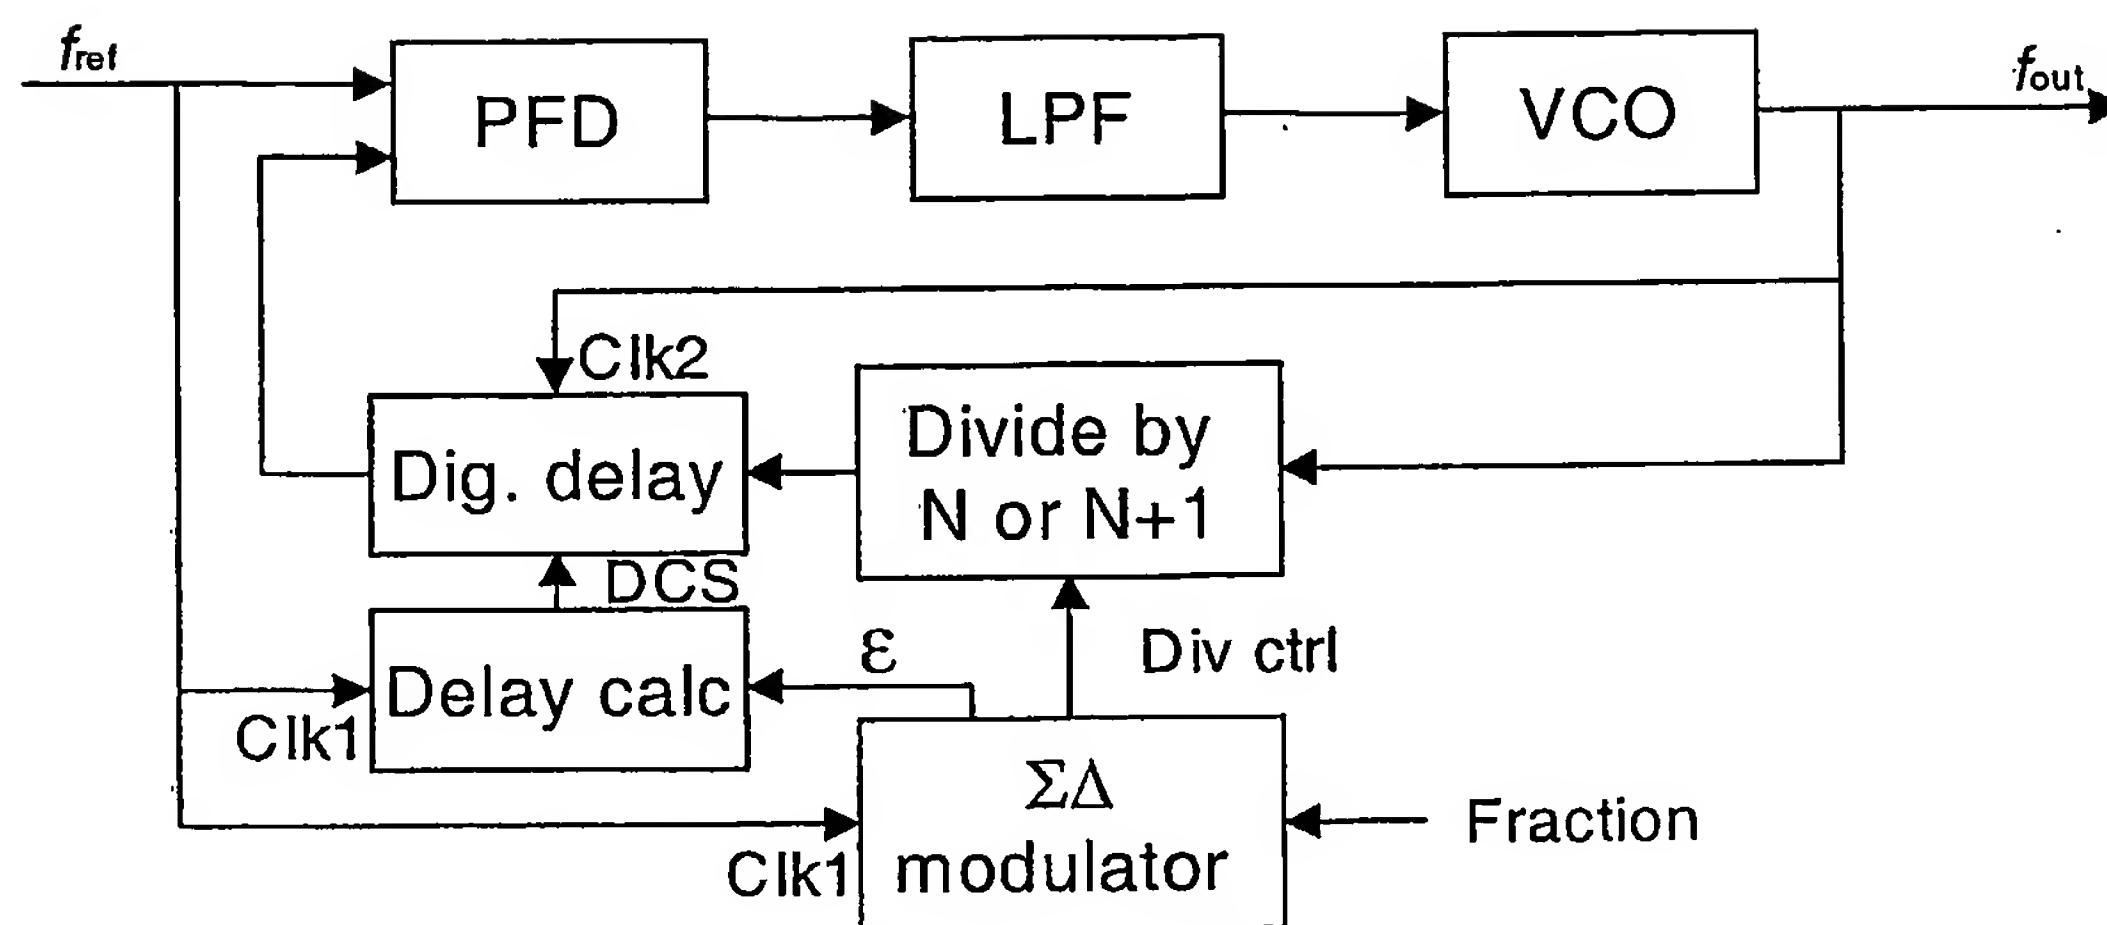 fref
PFD
LPF
VCO
fout
Clk2
Dig. delay
Divide by
N or N+1
DCS
Delay calc
ε
Div ctrl
Clk1
ΣΔ
modulator
Fraction
Clk1